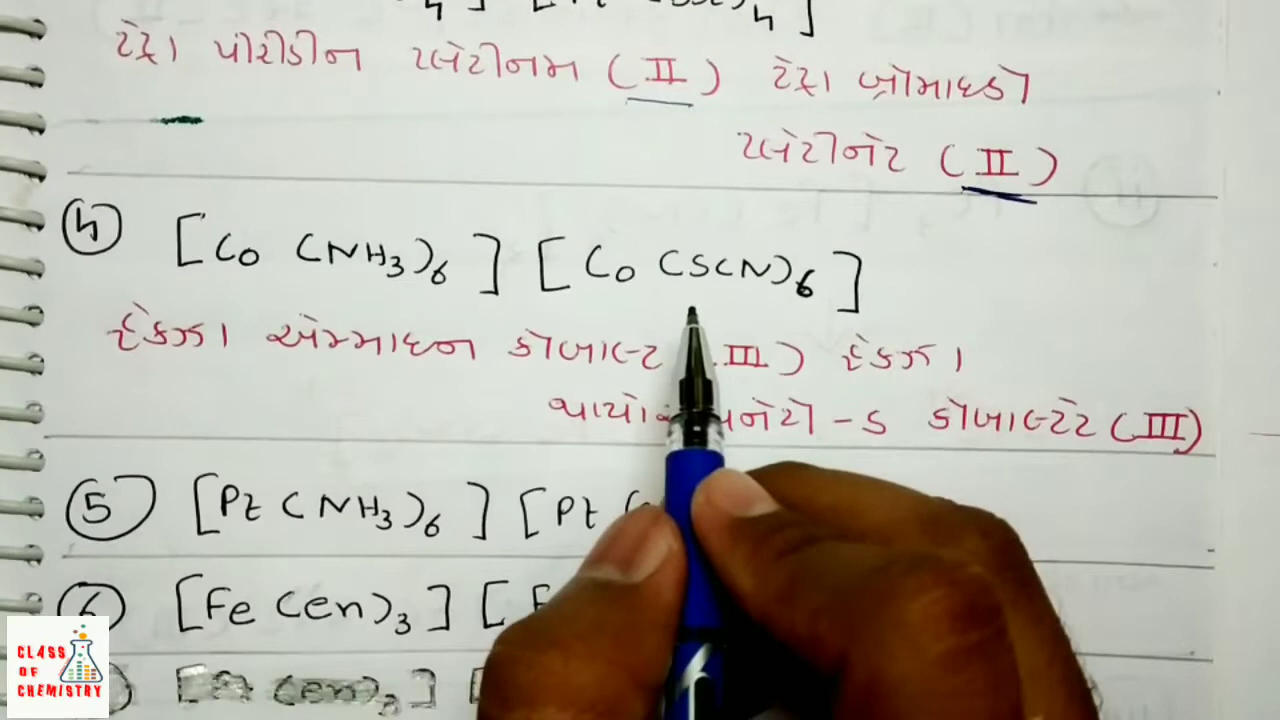 ટેટ્રા પીરીડીન પ્લેટીનમ (II) ટેટ્રા બ્રોમાઇડો
પ્લેટીનેટ (II)
4 [Co (NH3)6] [Co (SCN)6]
હેક્ઝા એમ્માઇન કોબાલ્ટ (III) હેક્ઝા
થાયો -S કોબાલ્ટેટ (III)
5 [Pt (NH3)6] [Pt
6 [Fe (en)3] [
CLASS
OF
CHEMISTRY